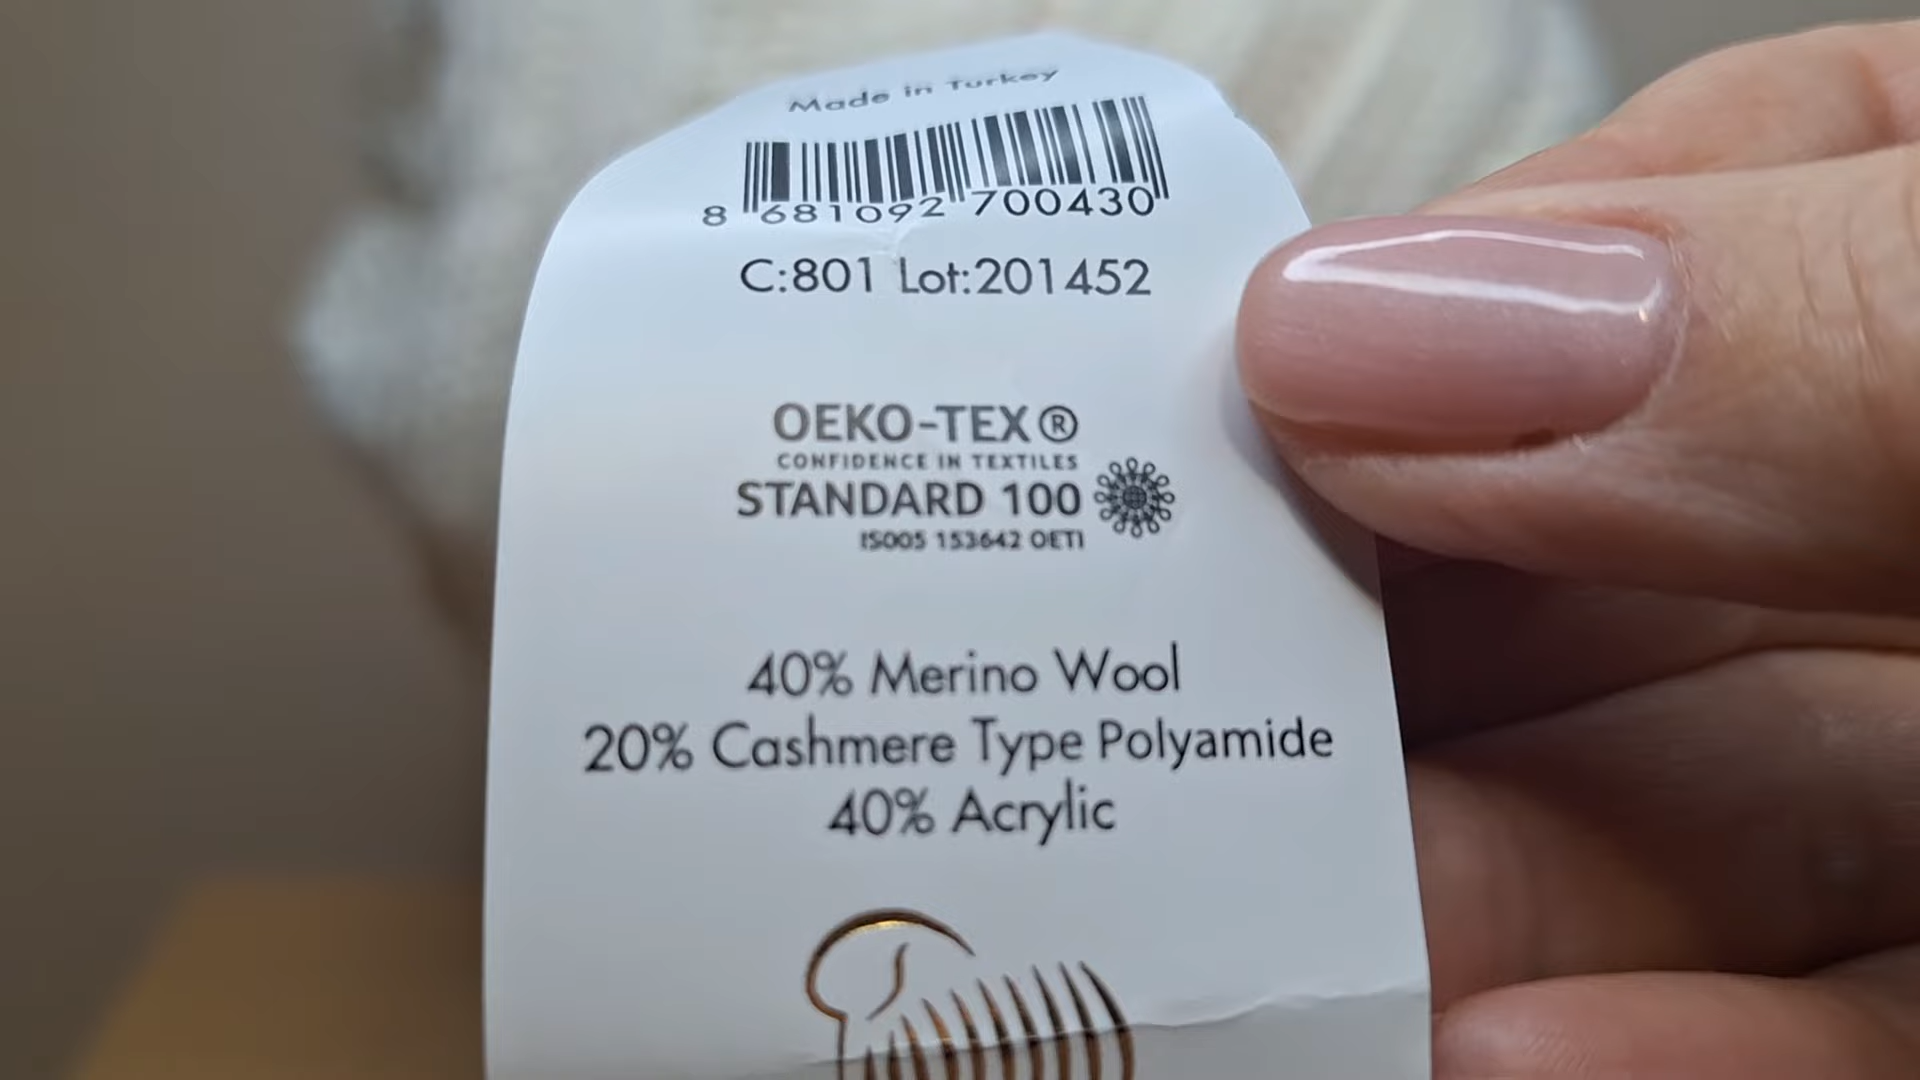 Made in Turkey
8 681092 700430
C:801 Lot:201452
OEKO-TEX®
CONFIDENCE IN TEXTILES
STANDARD 100
IS005 153642 OETI
40% Merino Wool
20% Cashmere Type Polyamide
40% Acrylic